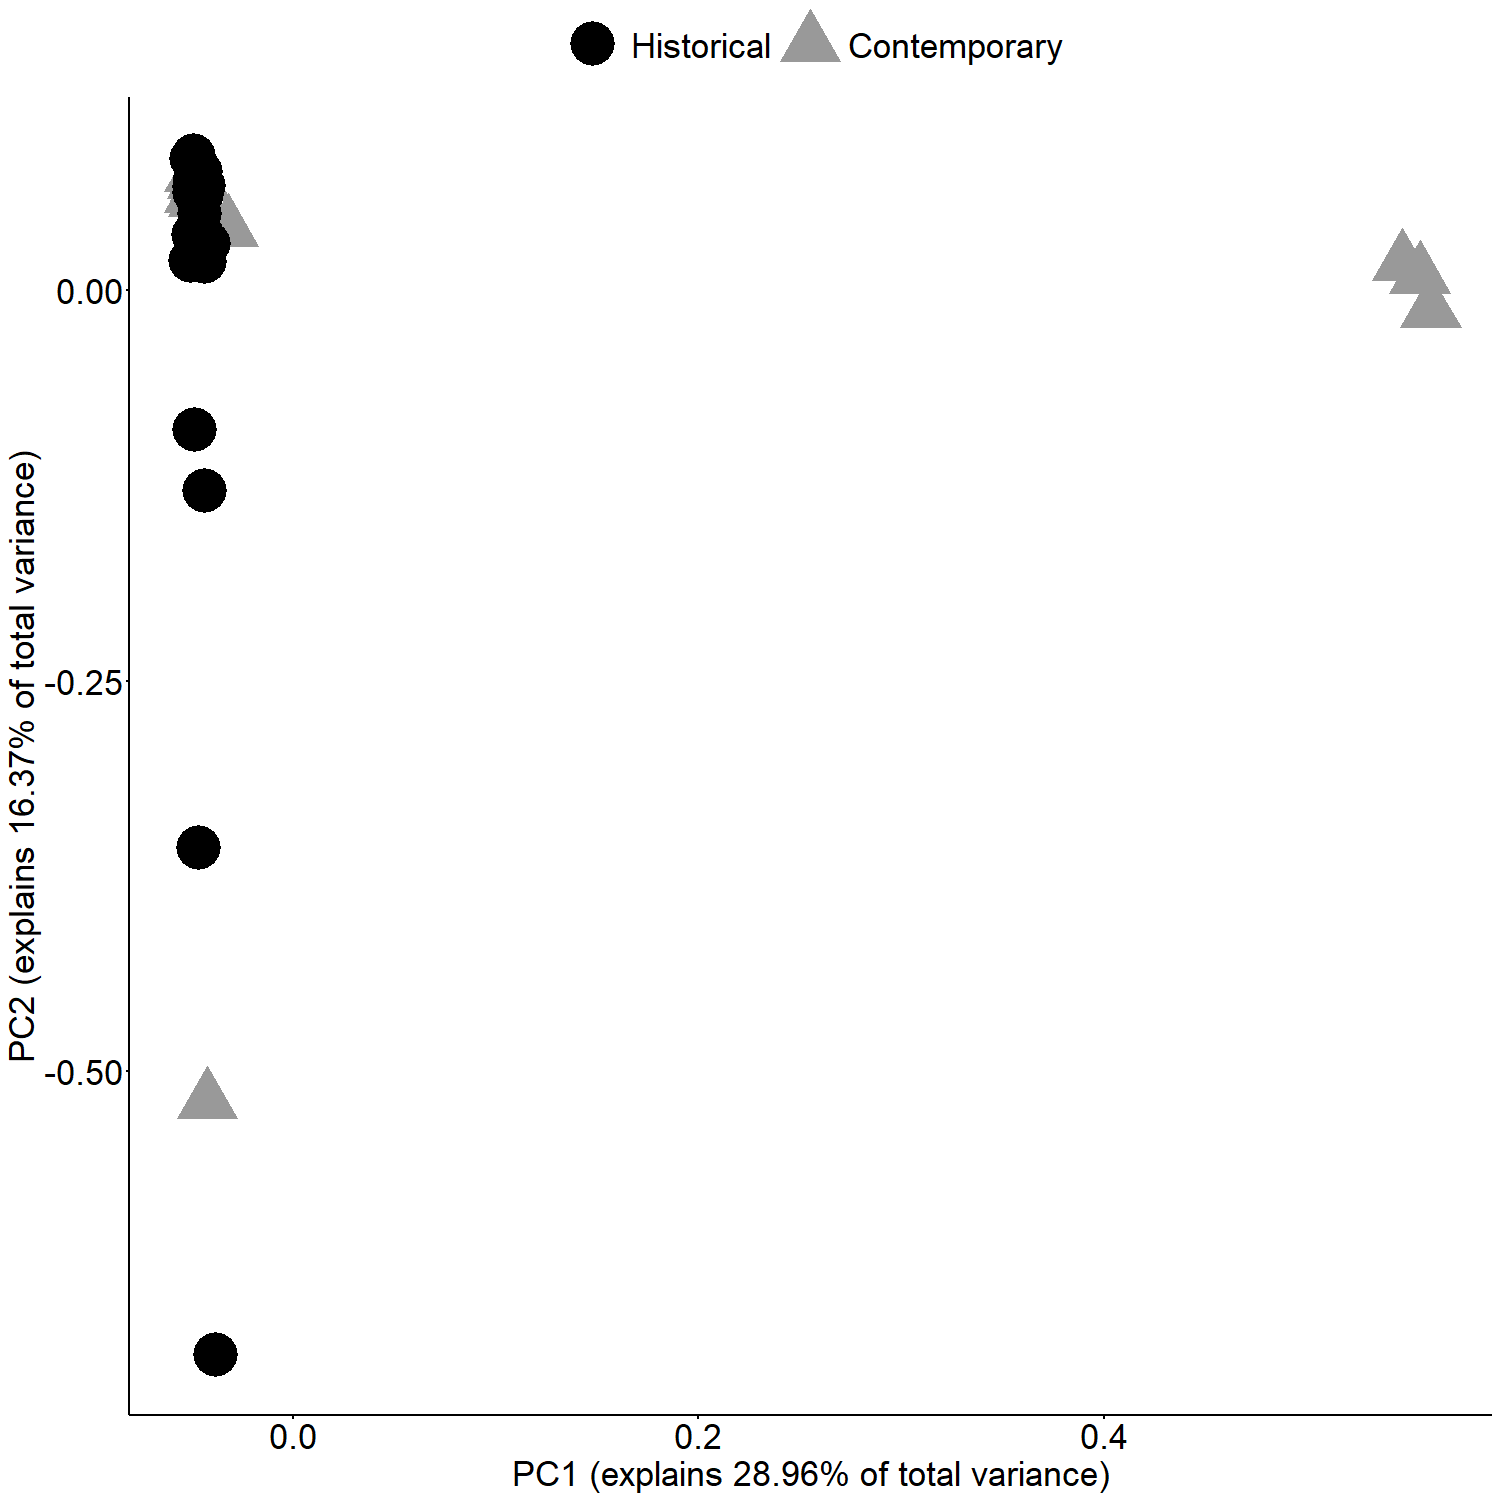 Historical Contemporary
0.00
-0.25
-0.50
PC2 (explains 16.37% of total variance)
0.0 0.2 0.4
PC1 (explains 28.96% of total variance)